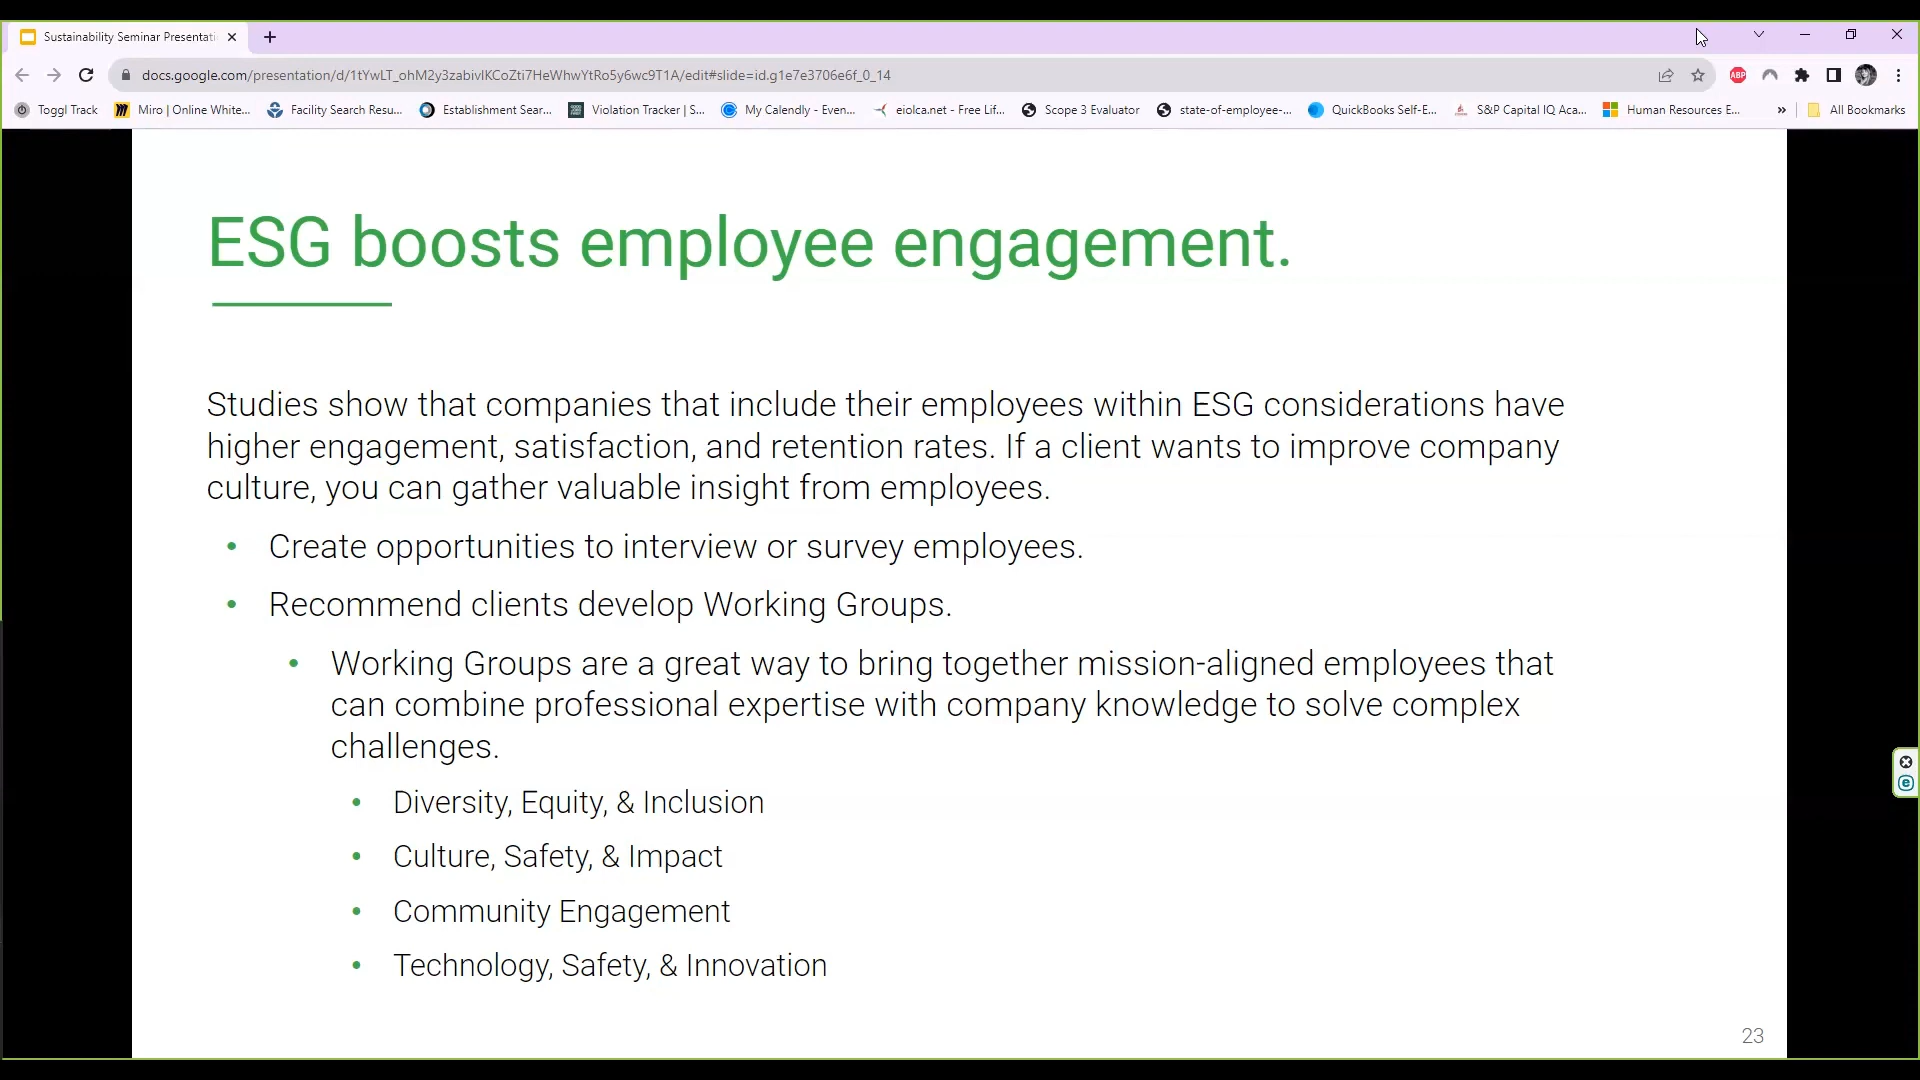 Sustainability Seminar Presentati
docs.google.com/presentation/d/1tYwLT_ohM2y3zabivIKCoZti7HeWhwYtRo5y6wc9T1A/edit#slide=id.g1e7e3706e6f_0_14
ABP
Toggl Track Miro | Online White... Facility Search Resu... Establishment Sear... Violation Tracker | S... My Calendly - Even... eiolca.net - Free Lif... Scope 3 Evaluator state-of-employee-... QuickBooks Self-E... S&P Capital IQ Aca... Human Resources E... » All Bookmarks
ESG boosts employee engagement.
Studies show that companies that include their employees within ESG considerations have
higher engagement, satisfaction, and retention rates. If a client wants to improve company
culture, you can gather valuable insight from employees.
• Create opportunities to interview or survey employees.
• Recommend clients develop Working Groups.
• Working Groups are a great way to bring together mission-aligned employees that
can combine professional expertise with company knowledge to solve complex
challenges.
• Diversity, Equity, & Inclusion
• Culture, Safety, & Impact
• Community Engagement
• Technology, Safety, & Innovation
23